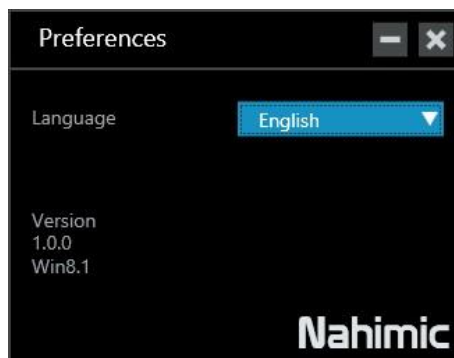 Preferences
Language
English
Version
1.0.0
Win8.1
Nahimic